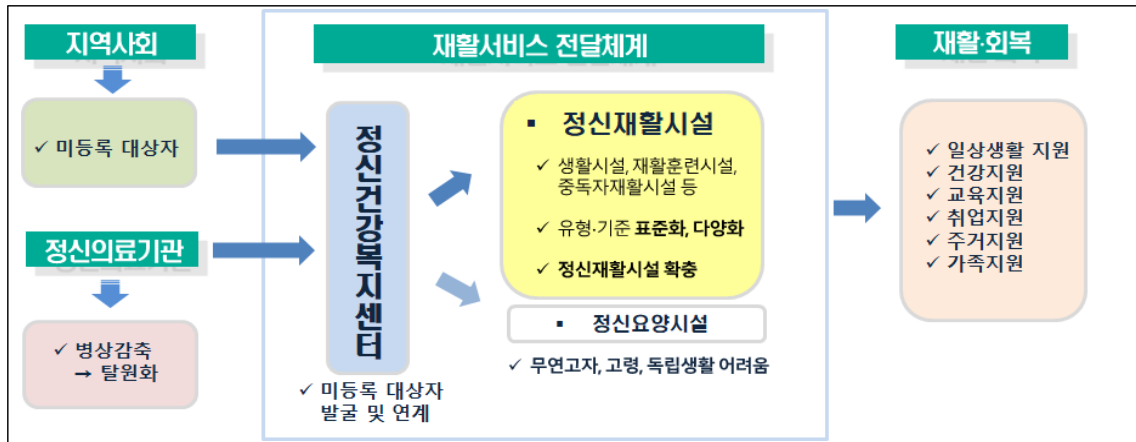 지역사회
✓ 미등록 대상자
정신의료기관
✓ 병상감축
→ 탈원화
재활서비스 전달체계
정신건강복지센터
✓ 미등록 대상자
발굴 및 연계
▪ 정신재활시설
✓ 생활시설, 재활훈련시설,
중독자재활시설 등
✓ 유형·기준 표준화, 다양화
✓ 정신재활시설 확충
▪ 정신요양시설
✓ 무연고자, 고령, 독립생활 어려움
재활·회복
✓ 일상생활 지원
✓ 건강지원
✓ 교육지원
✓ 취업지원
✓ 주거지원
✓ 가족지원